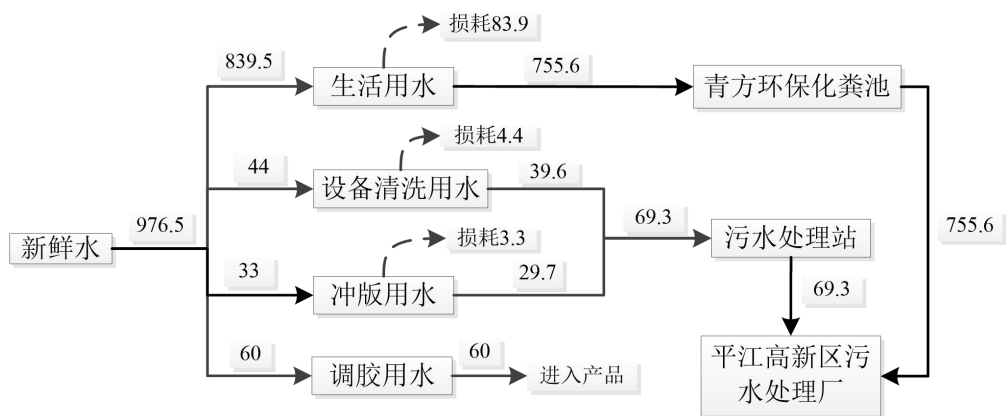 损耗83.9
839.5
生活用水
755.6
青方环保化粪池
损耗4.4
44
设备清洗用水
39.6
新鲜水
976.5
损耗3.3
69.3
污水处理站
755.6
33
冲版用水
29.7
69.3
60
调胶用水
60
进入产品
平江高新区污
水处理厂